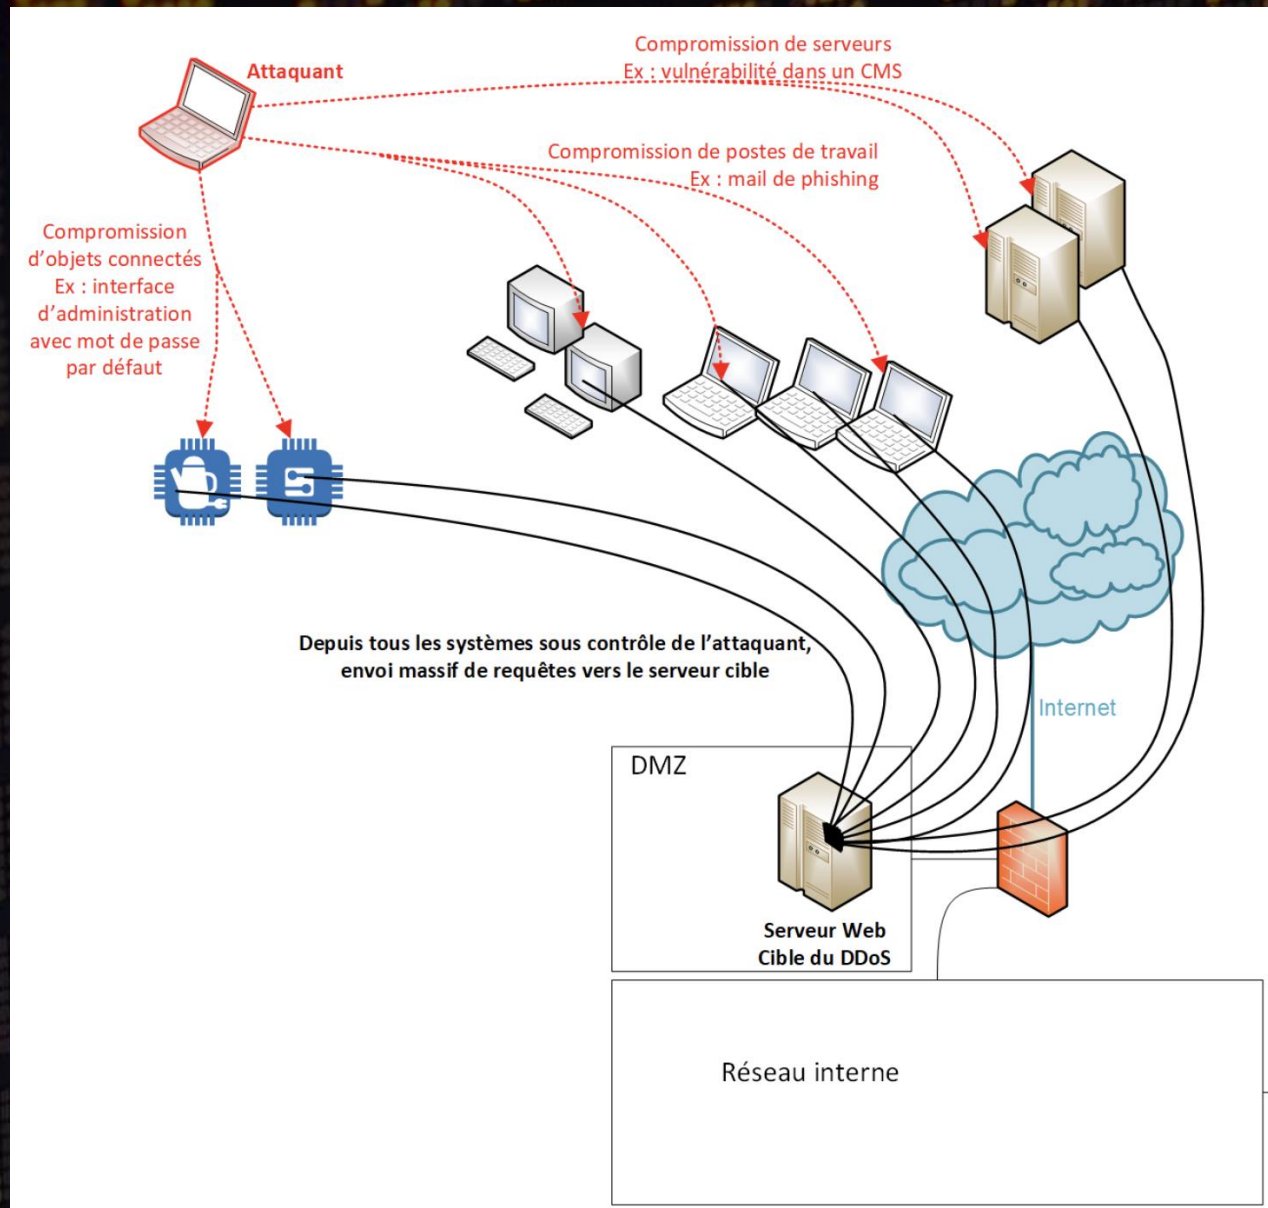 Attaquant
Compromission de serveurs
Ex : vulnérabilité dans un CMS
Compromission de postes de travail
Ex : mail de phishing
Compromission
d’objets connectés
Ex : interface
d’administration
avec mot de passe
par défaut
Depuis tous les systèmes sous contrôle de l’attaquant,
envoi massif de requêtes vers le serveur cible
Internet
DMZ
Serveur Web
Cible du DDoS
Réseau interne